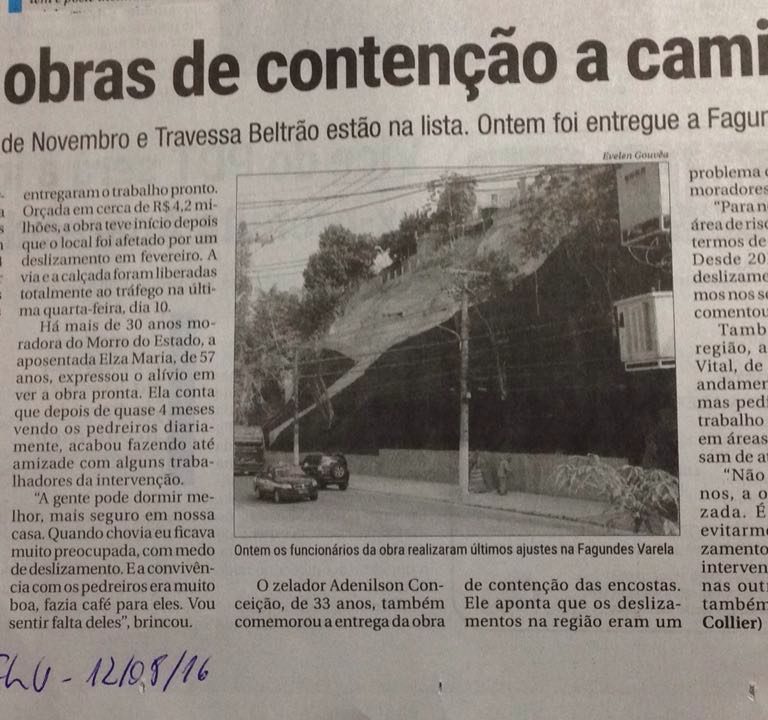 obras de contenção a cami
de Novembro e Travessa Beltrão estão na lista. Ontem foi entregue a Fagun
Evelen Gouvêa
entregaram o trabalho pronto.
Orçada em cerca de R$ 4,2 mi-
lhões, a obra teve início depois
que o local foi afetado por um
deslizamento em fevereiro. A
via e a calçada foram liberadas
totalmente ao tráfego na últi-
ma quarta-feira, dia 10.
Há mais de 30 anos mo-
radora do Morro do Estado, a
aposentada Elza Maria, de 57
anos, expressou o alívio em
ver a obra pronta. Ela conta
que depois de quase 4 meses
vendo os pedreiros diaria-
mente, acabou fazendo até
amizade com alguns traba-
lhadores da intervenção.
"A gente pode dormir me-
lhor, mais seguro em nossa
casa. Quando chovia eu ficava
muito preocupada, com medo
de deslizamento. E a convivên-
cia com os pedreiros era muito
boa, fazia café para eles. Vou
sentir falta deles", brincou.
Ontem os funcionários da obra realizaram últimos ajustes na Fagundes Varela
O zelador Adenilson Con-
ceição, de 33 anos, também
comemorou a entrega da obra
de contenção das encostas.
Ele aponta que os desliza-
mentos na região eram um
problema
moradores
"Para n
área de ris
termos de
Desde 20
deslizame
mos nos s
comentou
Tamb
região, a
Vital, de
andamen
mas pedi
trabalho
em áreas
sam de a
"Não
nos, a o
zada. É
evitarme
zamento
interven
nas outr
também
Collier)
12/08/16